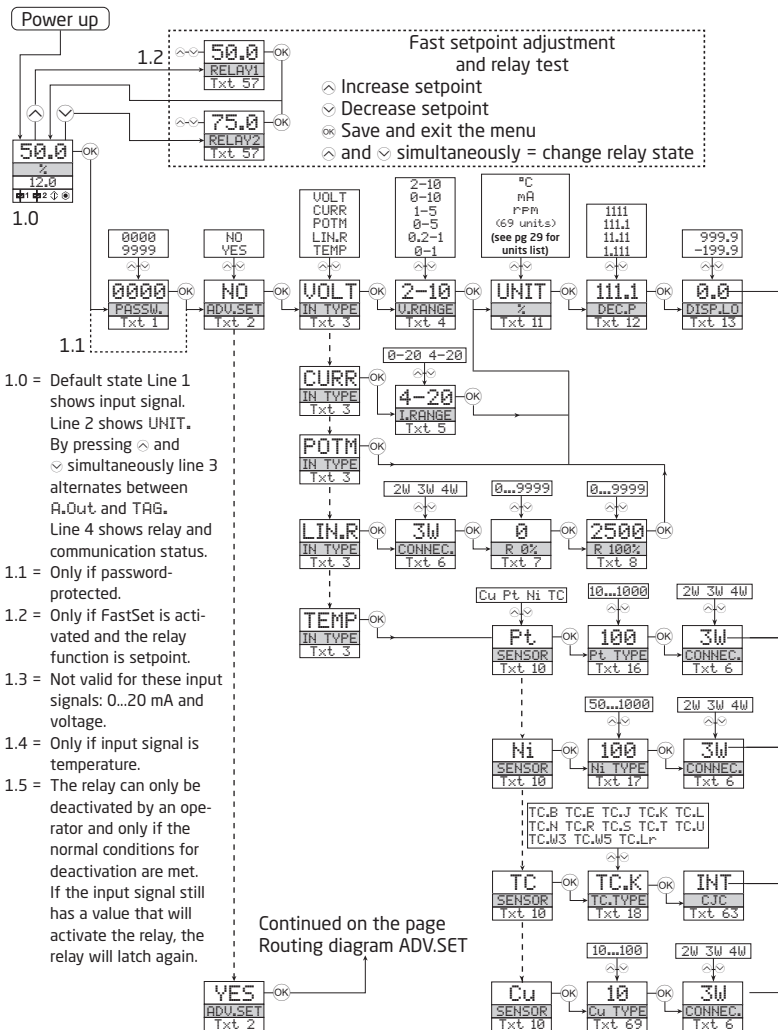 Power up
1.2
50.0
OK
RELAY1
Txt 57
75.0
OK
RELAY2
Txt 57
Fast setpoint adjustment
and relay test
Increase setpoint
Decrease setpoint
OK Save and exit the menu
and simultaneously = change relay state
50.0
OK
%
12.0
1 2
1.0
0000
9999
NO
YES
VOLT
CURR
POTM
LIN.R
TEMP
2-10
0-10
1-5
0-5
0.2-1
0-1
°C
mA
rpm
(69 units)
(see pg 29 for
units list)
1111
111.1
11.11
1.111
999.9
-199.9
0000 OK NO OK VOLT OK 2-10 OK UNIT OK 111.1 OK 0.0
PASSW. ADV.SET IN TYPE V.RANGE % DEC.P DISP.LO
Txt 1 Txt 2 Txt 3 Txt 4 Txt 11 Txt 12 Txt 13
1.1
0-20 4-20
CURR OK 4-20 OK
IN TYPE I.RANGE
Txt 3 Txt 5
POTM OK
IN TYPE
Txt 3
2W 3W 4W 0...9999 0...9999
LIN.R OK 3W OK 0 OK 2500 OK
IN TYPE CONNEC. R 0% R 100%
Txt 3 Txt 6 Txt 7 Txt 8
Cu Pt Ni TC 10...1000 2W 3W 4W
TEMP OK Pt OK 100 OK 3W
IN TYPE SENSOR Pt TYPE CONNEC.
Txt 3 Txt 10 Txt 16 Txt 6
50...1000 2W 3W 4W
Ni OK 100 OK 3W
SENSOR Ni TYPE CONNEC.
Txt 10 Txt 17 Txt 6
TC.B TC.E TC.J TC.K TC.L
TC.N TC.R TC.S TC.T TC.U
TC.W3 TC.W5 TC.Lr
TC OK TC.K OK INT
SENSOR TC.TYPE CJC
Txt 10 Txt 18 Txt 63
10...100 2W 3W 4W
Cu OK 10 OK 3W
SENSOR Cu TYPE CONNEC.
Txt 10 Txt 69 Txt 6
1.0 = Default state Line 1
shows input signal.
Line 2 shows UNIT.
By pressing and
simultaneously line 3
alternates between
A.Out and TAG.
Line 4 shows relay and
communication status.
1.1 = Only if password-
protected.
1.2 = Only if FastSet is acti-
vated and the relay
function is setpoint.
1.3 = Not valid for these input
signals: 0...20 mA and
voltage.
1.4 = Only if input signal is
temperature.
1.5 = The relay can only be
deactivated by an ope-
rator and only if the
normal conditions for
deactivation are met.
If the input signal still
has a value that will
activate the relay, the
relay will latch again.
Continued on the page
Routing diagram ADV.SET
YES OK
ADV.SET
Txt 2